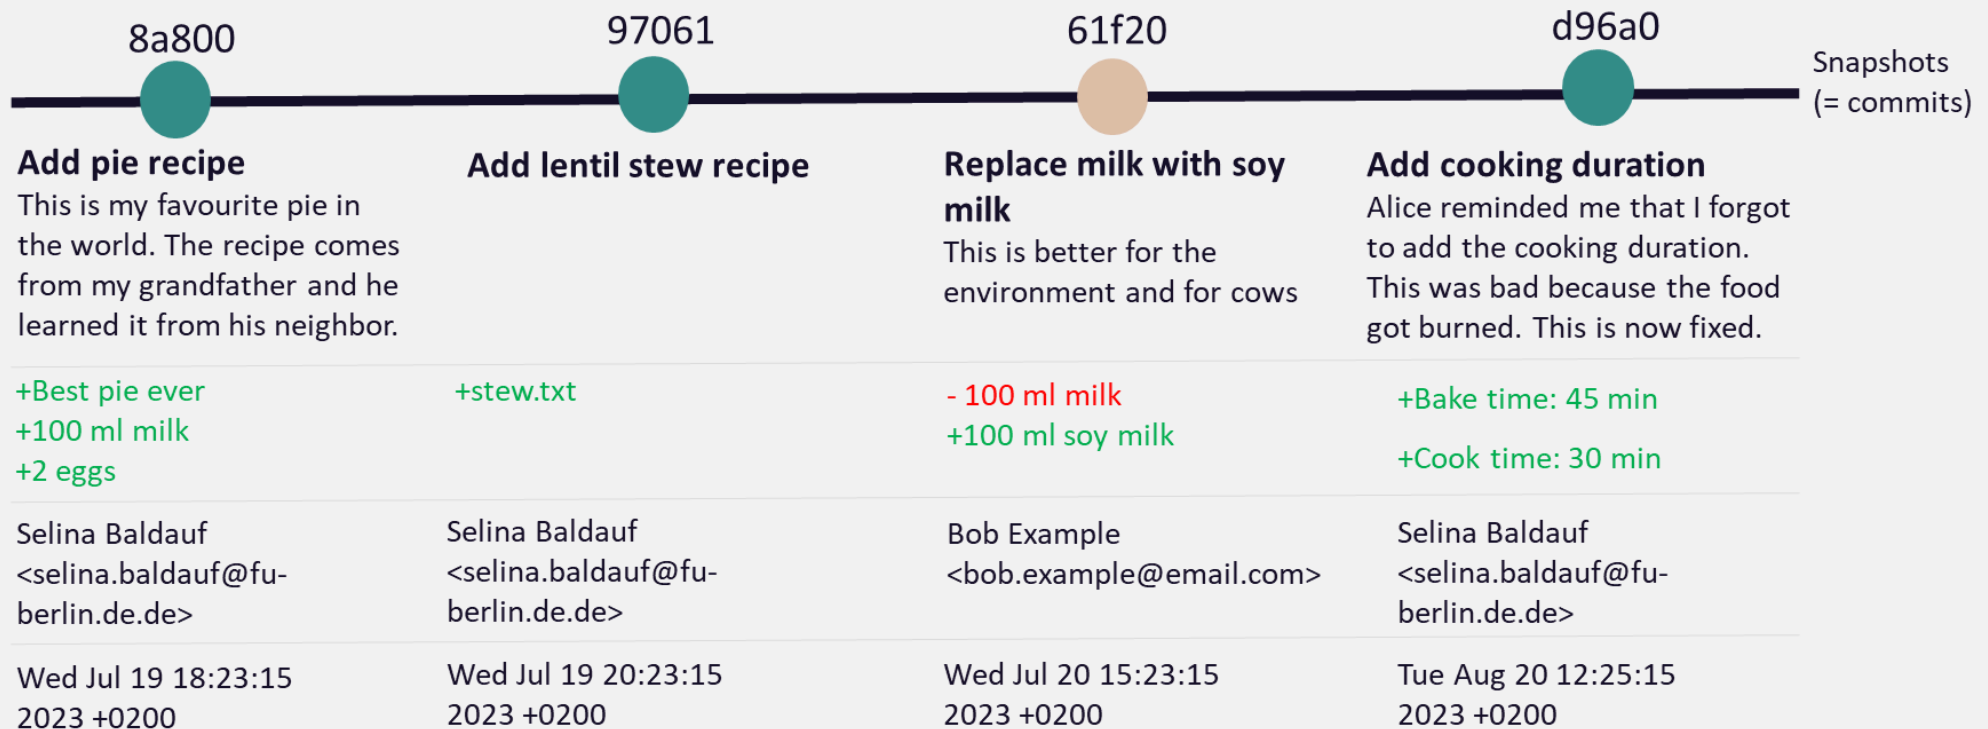 8a800
97061
61f20
d96a0
Snapshots
(= commits)
Add pie recipe
This is my favourite pie in
the world. The recipe comes
from my grandfather and he
learned it from his neighbor.
Add lentil stew recipe
Replace milk with soy
milk
This is better for the
environment and for cows
Add cooking duration
Alice reminded me that I forgot
to add the cooking duration.
This was bad because the food
got burned. This is now fixed.
+Best pie ever
+100 ml milk
+2 eggs
+stew.txt
- 100 ml milk
+100 ml soy milk
+Bake time: 45 min
+Cook time: 30 min
Selina Baldauf
<selina.baldauf@fu-
berlin.de.de>
Selina Baldauf
<selina.baldauf@fu-
berlin.de.de>
Bob Example
<bob.example@email.com>
Selina Baldauf
<selina.baldauf@fu-
berlin.de.de>
Wed Jul 19 18:23:15
2023 +0200
Wed Jul 19 20:23:15
2023 +0200
Wed Jul 20 15:23:15
2023 +0200
Tue Aug 20 12:25:15
2023 +0200